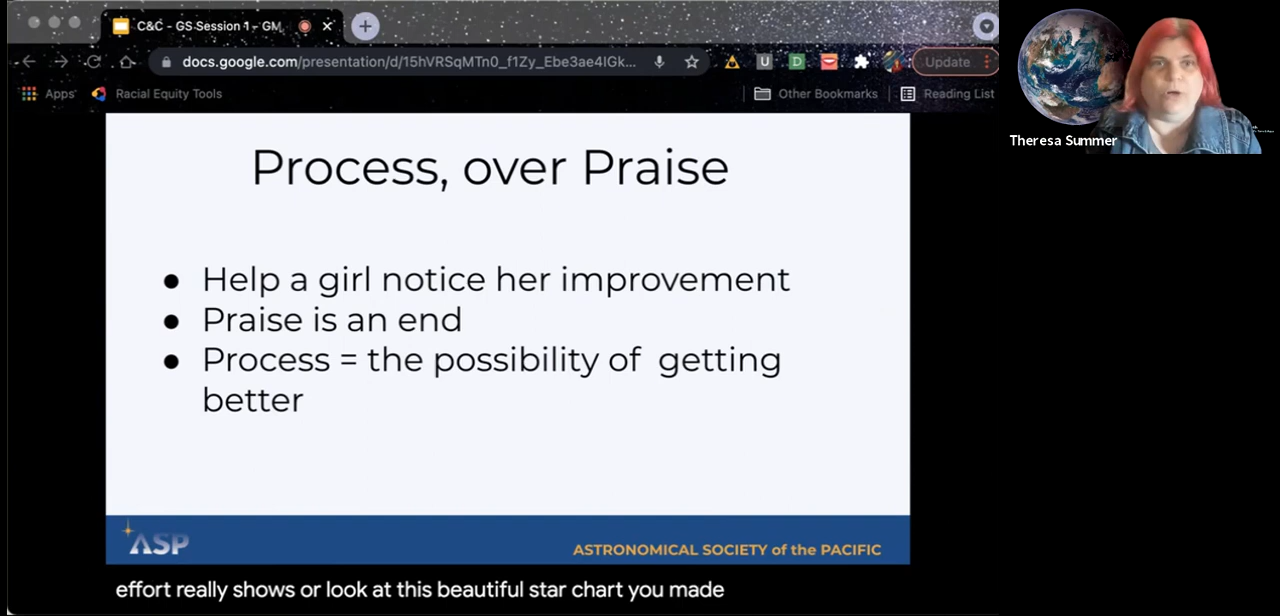 C&C - GS Session 1 - GM
docs.google.com/presentation/d/15hVRSqMTn0_f1Zy_Ebe3ae4IGk...
U
D
Update
Apps
Racial Equity Tools
Other Bookmarks
Reading List
Theresa Summer
Process, over Praise
● Help a girl notice her improvement
● Praise is an end
● Process = the possibility of getting
better
ASP
ASTRONOMICAL SOCIETY of the PACIFIC
effort really shows or look at this beautiful star chart you made